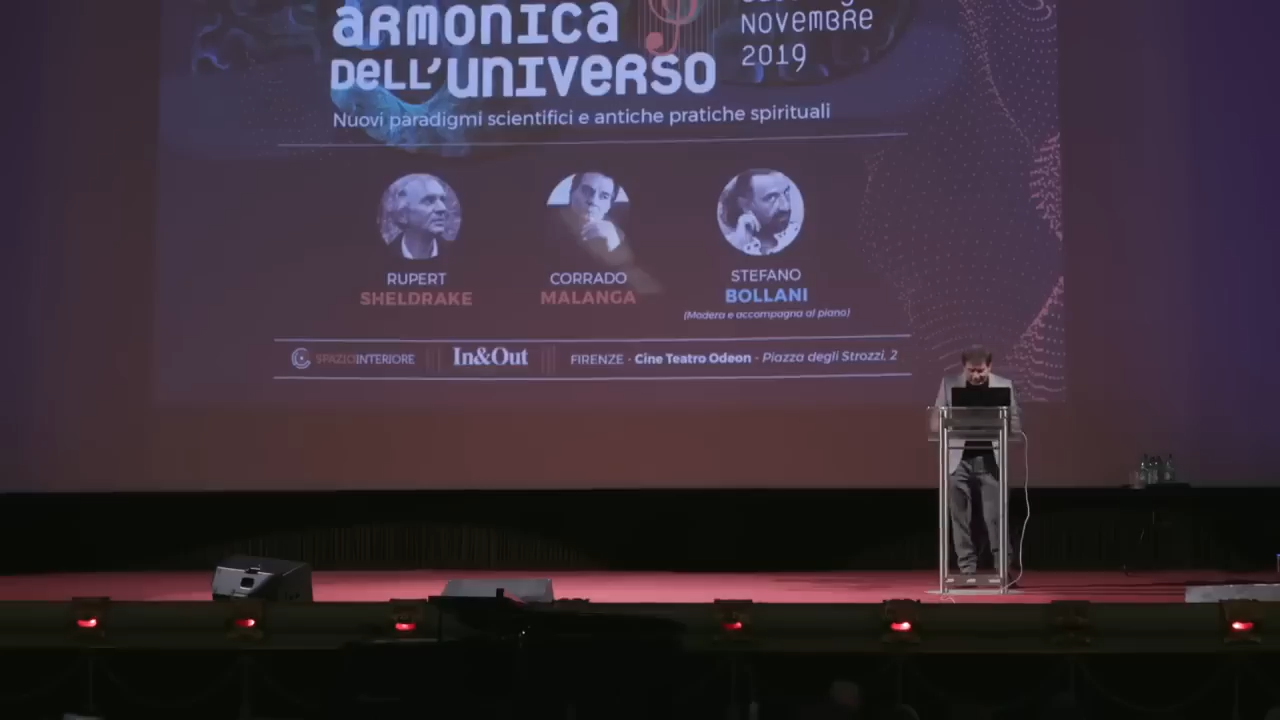 ARMONICA
DELL'UNIVERSO
NOVEMBRE
2019
Nuovi paradigmi scientifici e antiche pratiche spirituali
RUPERT
SHELDRAKE
CORRADO
MALANGA
STEFANO
BOLLANI
(Modera e accompagna al piano)
SPAZIOINTERIORE
In&Out
FIRENZE - Cine Teatro Odeon - Piazza degli Strozzi, 2